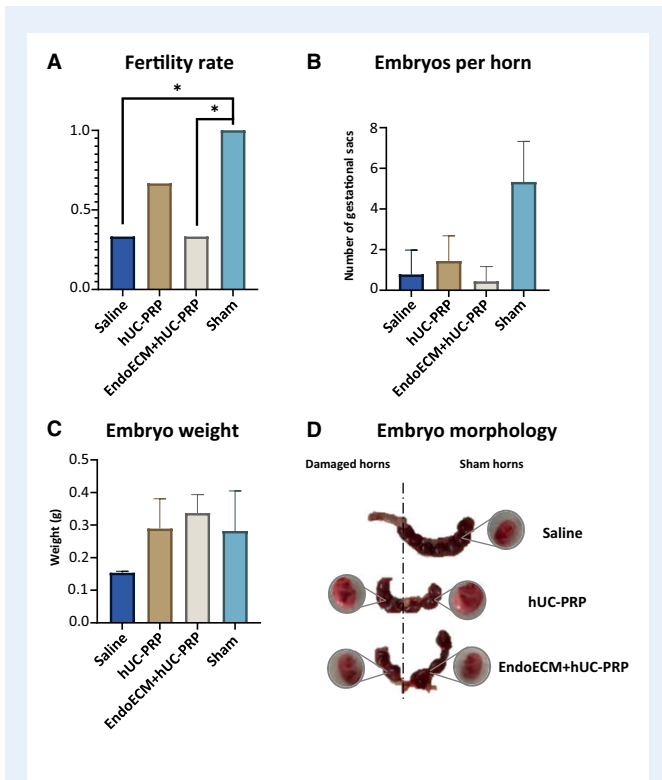 A Fertility rate
*
*
1.0
0.5
0.0
Saline
hUC-PRP
EndoECM+hUC-PRP
Sham
B Embryos per horn
Number of gestational sacs
8
6
4
2
0
Saline
hUC-PRP
EndoECM+hUC-PRP
Sham
C Embryo weight
Weight (g)
0.5
0.4
0.3
0.2
0.1
0.0
Saline
hUC-PRP
EndoECM+hUC-PRP
Sham
D Embryo morphology
Damaged horns Sham horns
Saline
hUC-PRP
EndoECM+hUC-PRP